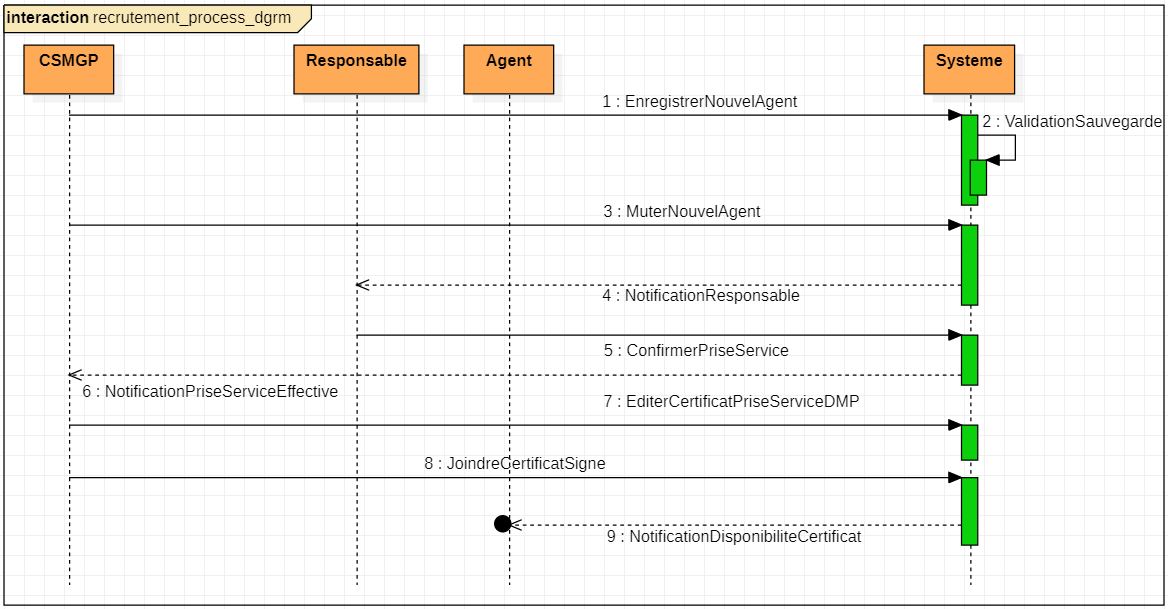 interaction recrutement_process_dgrm
CSMGP
Responsable
Agent
Systeme
1 : EnregistrerNouvelAgent
2 : ValidationSauvegarde
3 : MuterNouvelAgent
4 : NotificationResponsable
5 : ConfirmerPriseService
6 : NotificationPriseServiceEffective
7 : EditerCertificatPriseServiceDMP
8 : JoindreCertificatSigne
9 : NotificationDisponibiliteCertificat